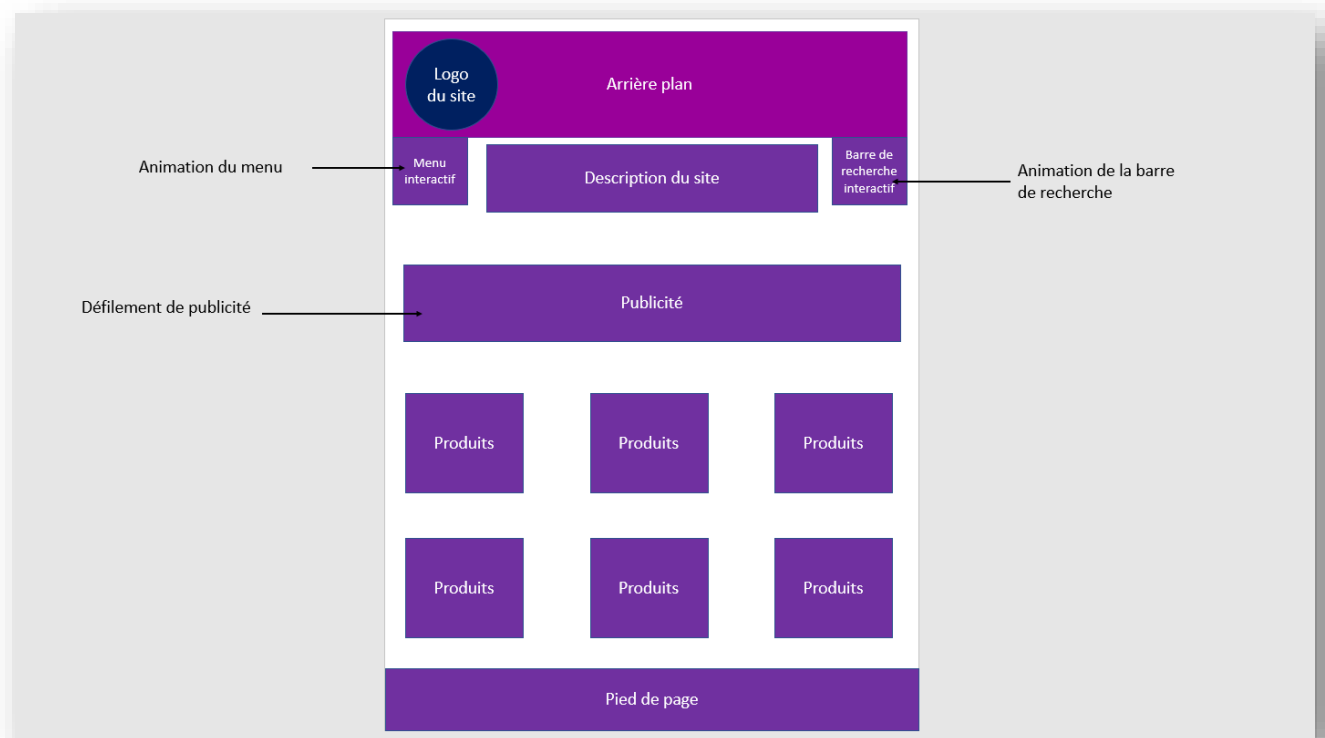 Logo
du site
Arrière plan
Animation du menu
Menu
interactif
Description du site
Barre de
recherche
interactif
Animation de la barre
de recherche
Défilement de publicité
Publicité
Produits
Produits
Produits
Produits
Produits
Produits
Pied de page